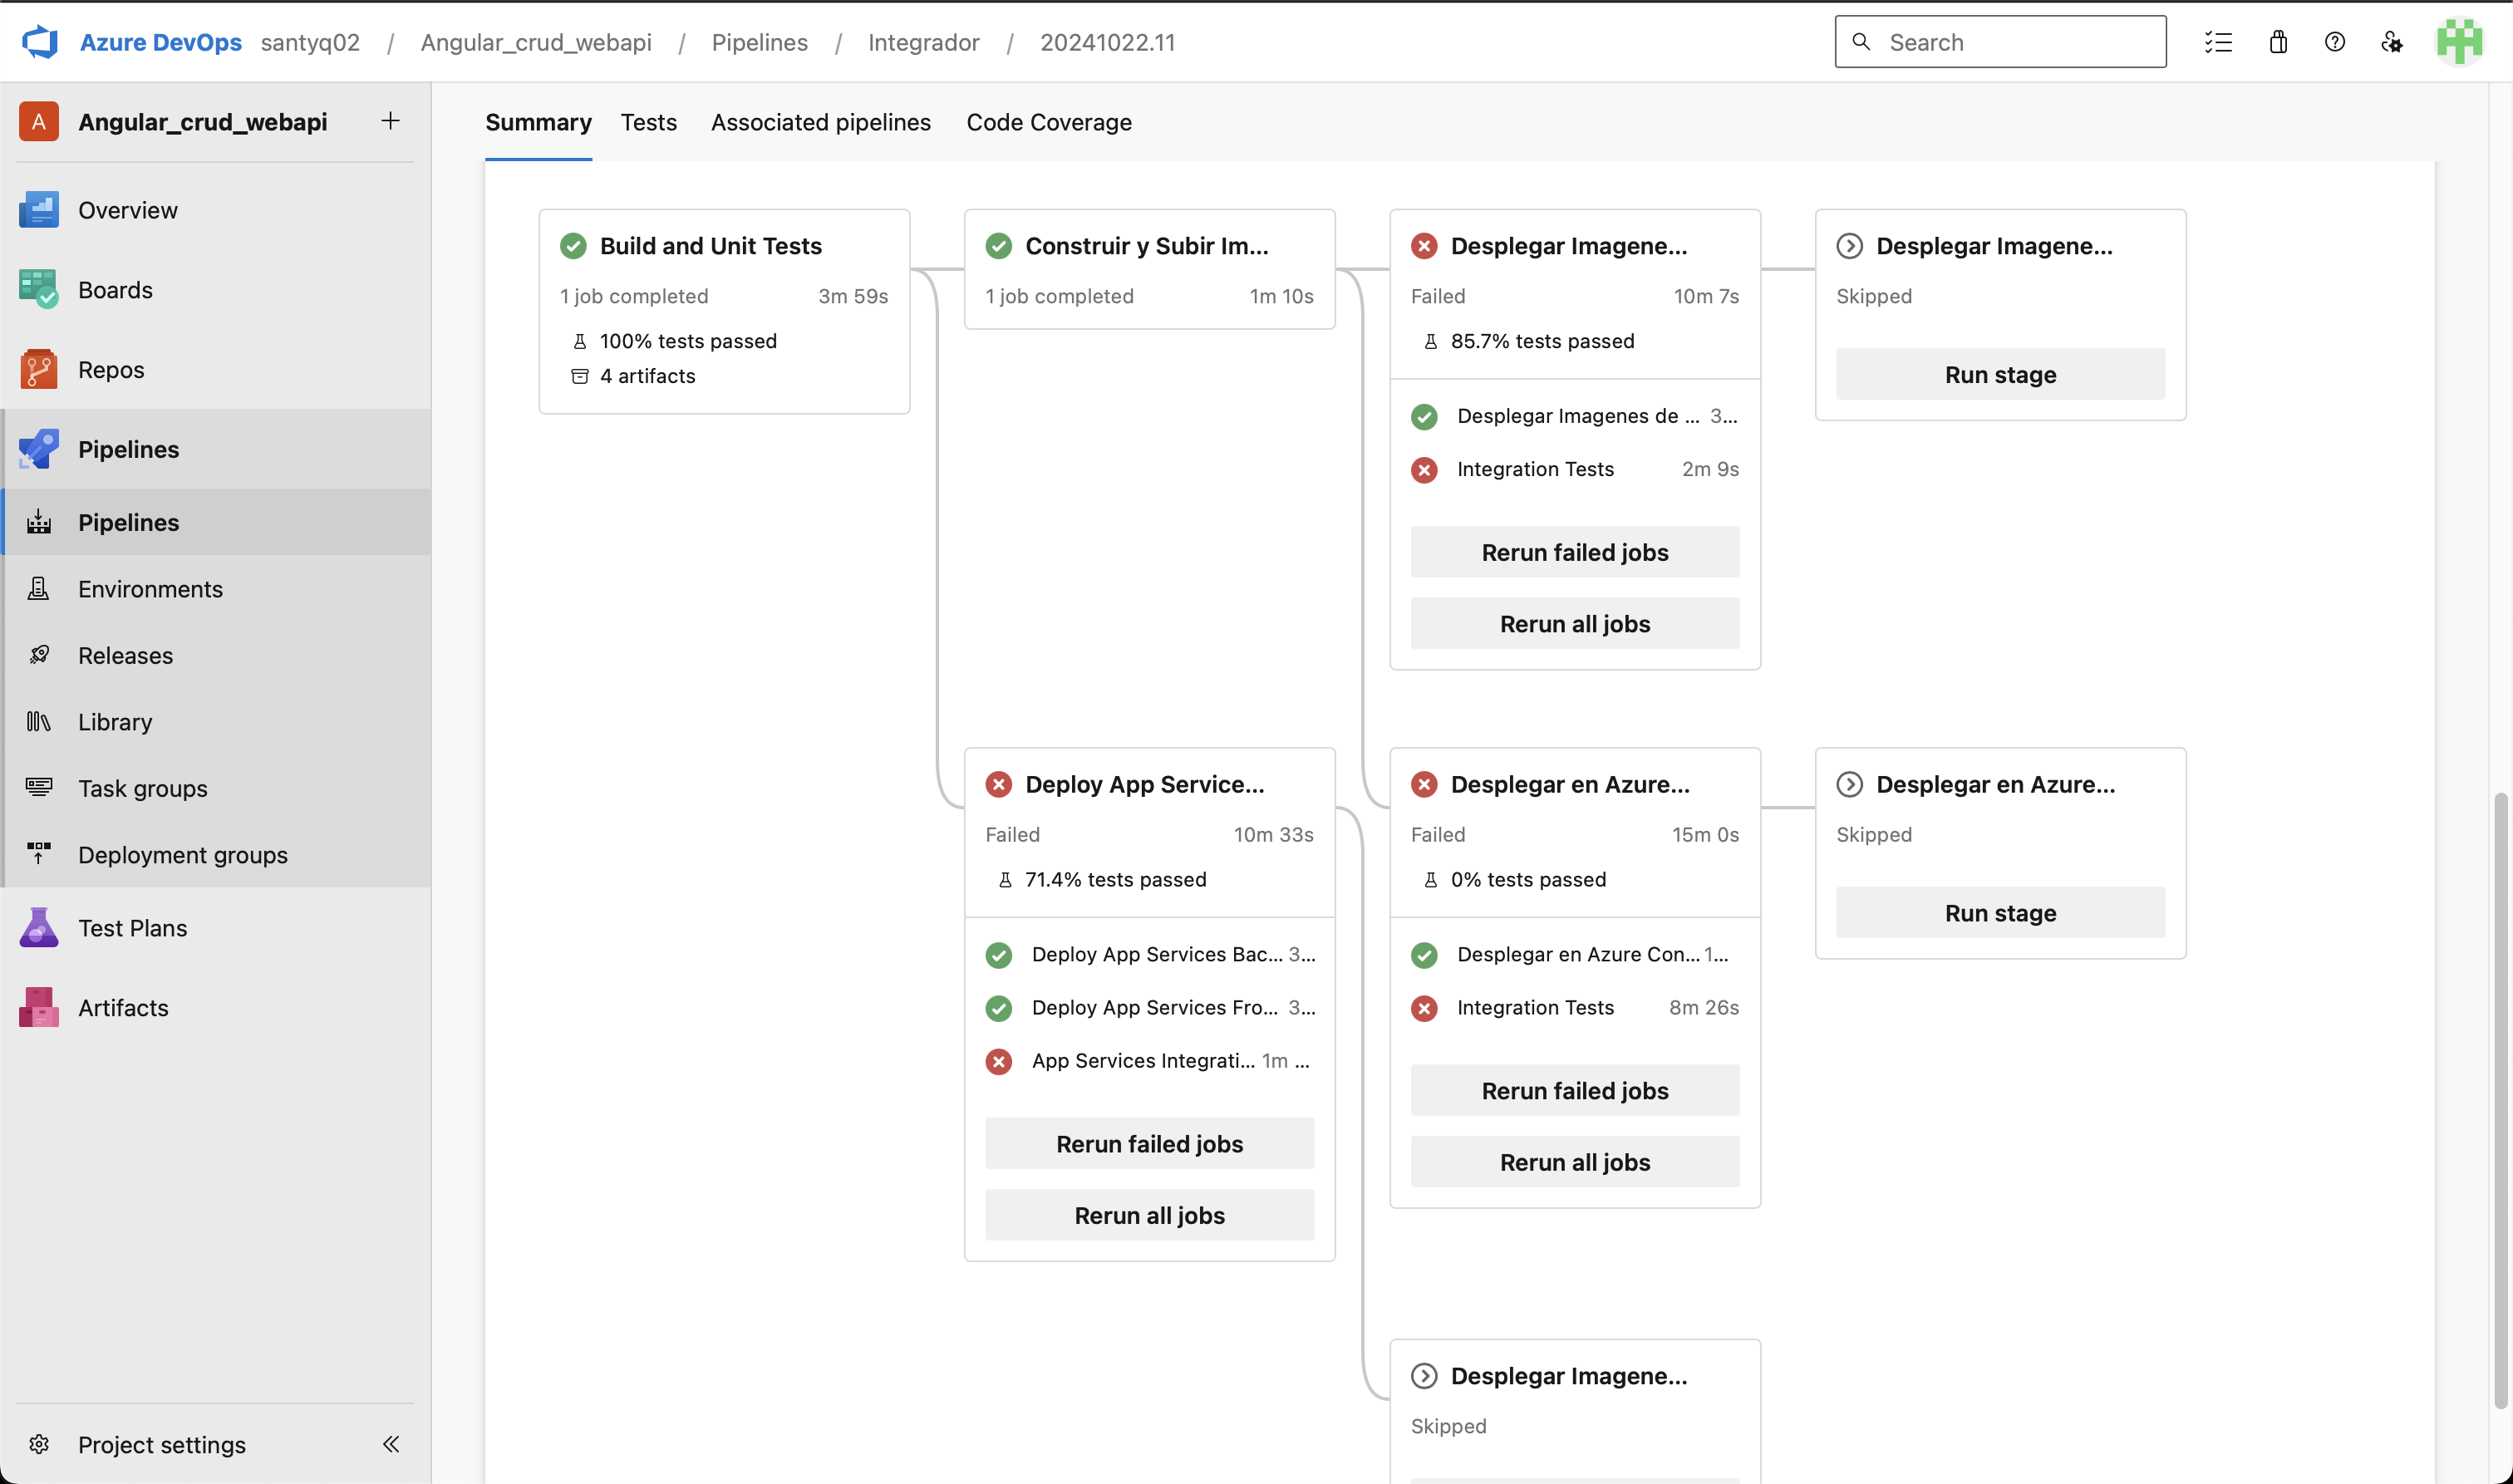 Azure DevOps santyq02 / Angular_crud_webapi / Pipelines / Integrador / 20241022.11
Search
A Angular_crud_webapi
Overview
Boards
Repos
Pipelines
Pipelines
Environments
Releases
Library
Task groups
Deployment groups
Test Plans
Artifacts
Project settings
Summary Tests Associated pipelines Code Coverage
Build and Unit Tests
1 job completed 3m 59s
100% tests passed
4 artifacts
Construir y Subir Im...
1 job completed 1m 10s
Desplegar Imagene...
Failed 10m 7s
85.7% tests passed
Desplegar Imagenes de ... 3...
Integration Tests 2m 9s
Rerun failed jobs
Rerun all jobs
Desplegar Imagene...
Skipped
Run stage
Deploy App Service...
Failed 10m 33s
71.4% tests passed
Deploy App Services Bac... 3...
Deploy App Services Fro... 3...
App Services Integrati... 1m ...
Rerun failed jobs
Rerun all jobs
Desplegar en Azure...
Failed 15m 0s
0% tests passed
Desplegar en Azure Con... 1...
Integration Tests 8m 26s
Rerun failed jobs
Rerun all jobs
Desplegar en Azure...
Skipped
Run stage
Desplegar Imagene...
Skipped